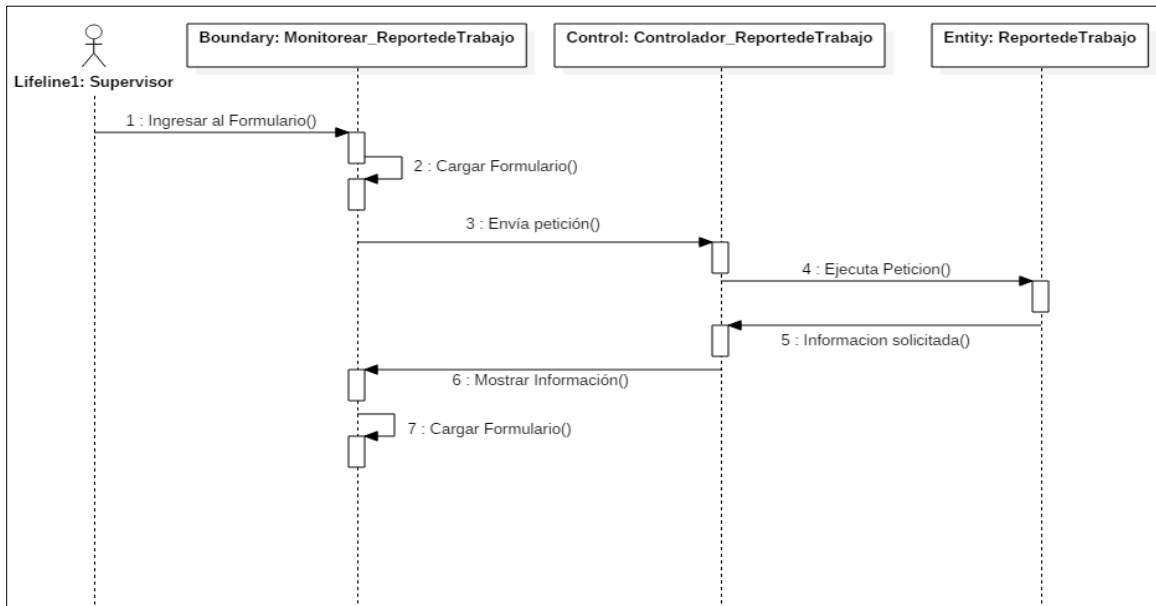 Boundary: Monitorear_ReportedeTrabajo
Control: Controlador_ReportedeTrabajo
Entity: ReportedeTrabajo
Lifeline1: Supervisor
1 : Ingresar al Formulario()
2 : Cargar Formulario()
3 : Envía petición()
4 : Ejecuta Peticion()
5 : Informacion solicitada()
6 : Mostrar Información()
7 : Cargar Formulario()